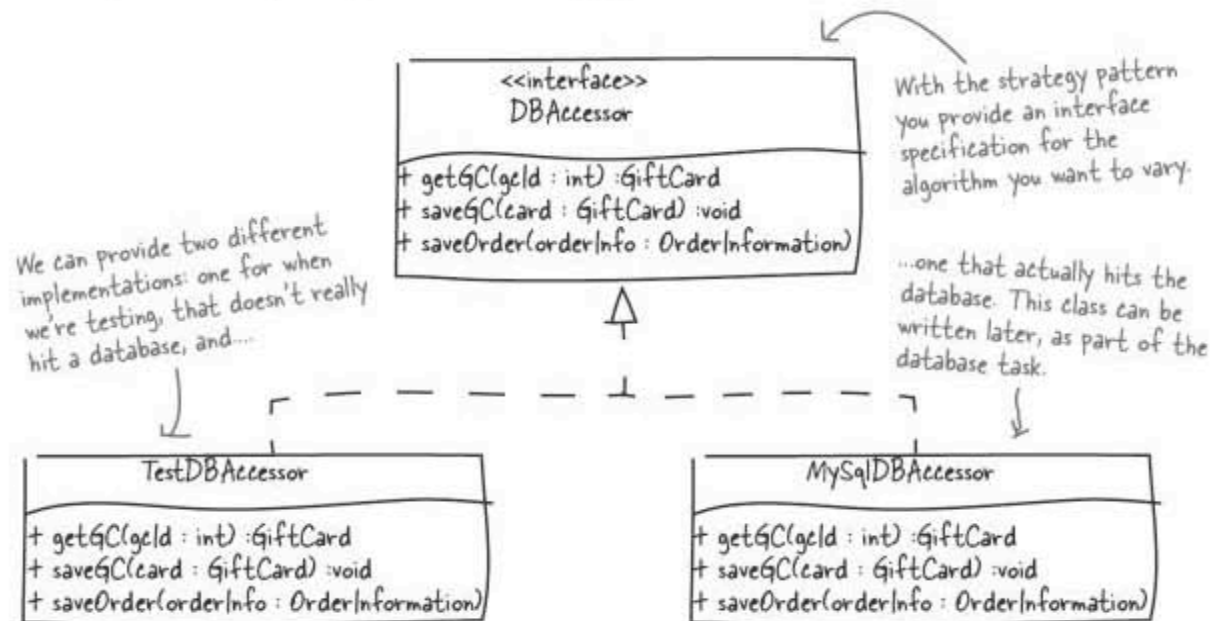 <<interface>>
DBAccessor
+ getGC(gcId : int) :GiftCard
+ saveGC(card : GiftCard) :void
+ saveOrder(orderInfo : OrderInformation)
With the strategy pattern
you provide an interface
specification for the
algorithm you want to vary.
We can provide two different
implementations: one for when
we're testing, that doesn't really
hit a database, and....
...one that actually hits the
database. This class can be
written later, as part of the
database task.
TestDBAccessor
+ getGC(gcId : int) :GiftCard
+ saveGC(card : GiftCard) :void
+ saveOrder(orderInfo : OrderInformation)
MySqlDBAccessor
+ getGC(gcId : int) :GiftCard
+ saveGC(card : GiftCard) :void
+ saveOrder(orderInfo : OrderInformation)